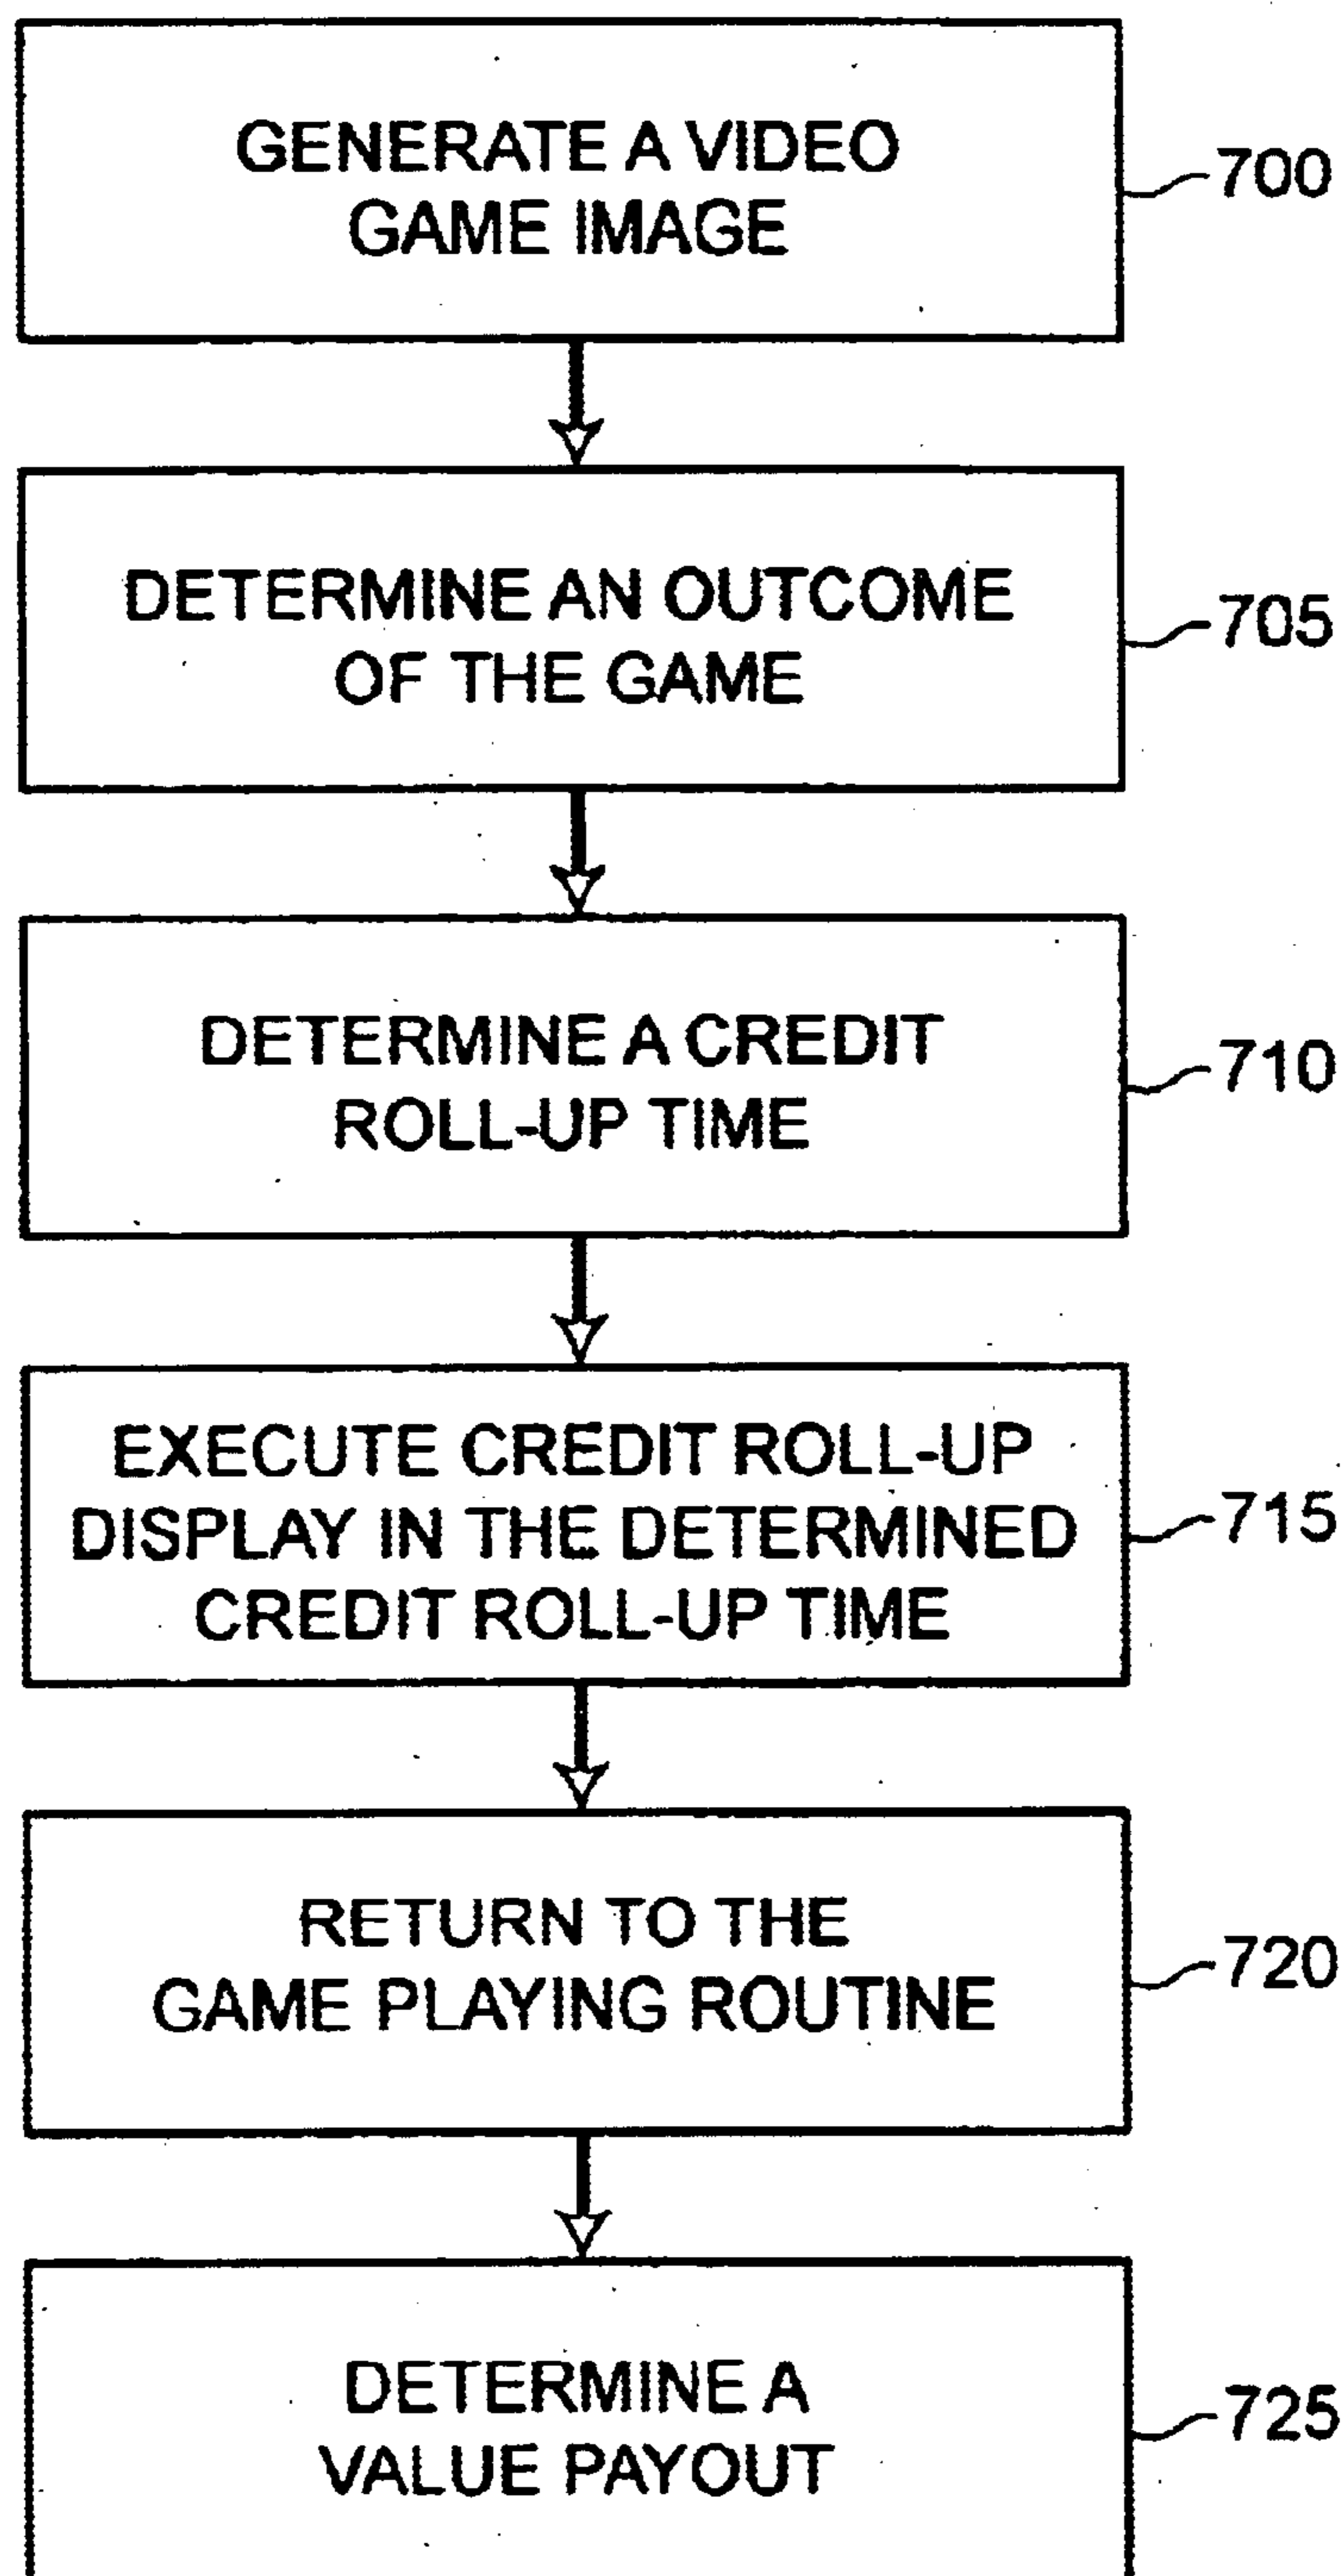 GENERATE A VIDEO
GAME IMAGE
700
DETERMINE AN OUTCOME
OF THE GAME
705
DETERMINE A CREDIT
ROLL-UP TIME
710
EXECUTE CREDIT ROLL-UP
DISPLAY IN THE DETERMINED
CREDIT ROLL-UP TIME
715
RETURN TO THE
GAME PLAYING ROUTINE
720
DETERMINE A
VALUE PAYOUT
725